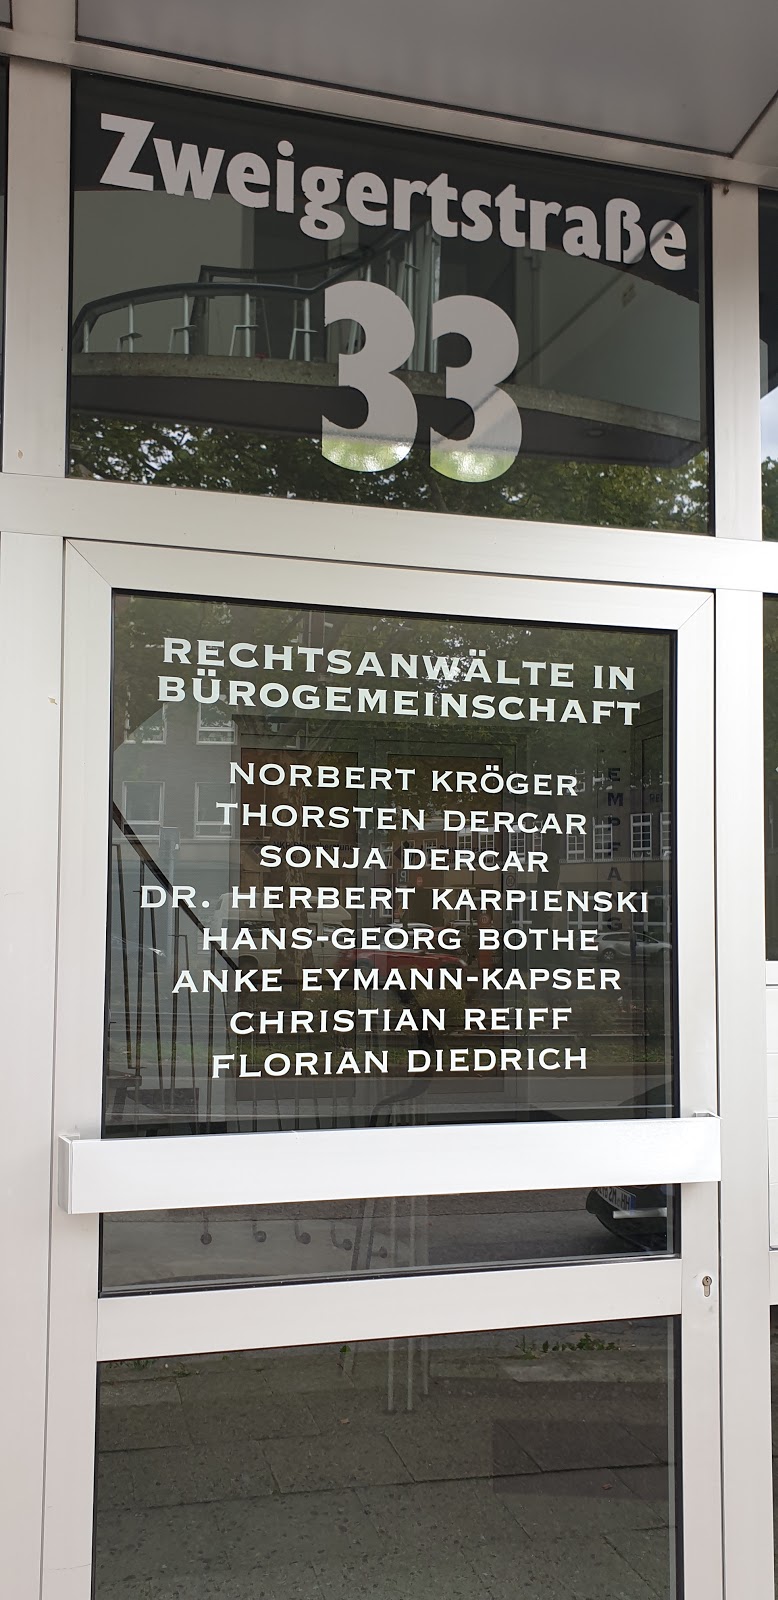 Zweigertstraße
33
RECHTSANWÄLTE IN
BÜROGEMEINSCHAFT
NORBERT KRÖGER
THORSTEN DERCAR
SONJA DERCAR
DR. HERBERT KARPIENSKI
HANS-GEORG BOTHE
ANKE EYMANN-KAPSER
CHRISTIAN REIFF
FLORIAN DIEDRICH